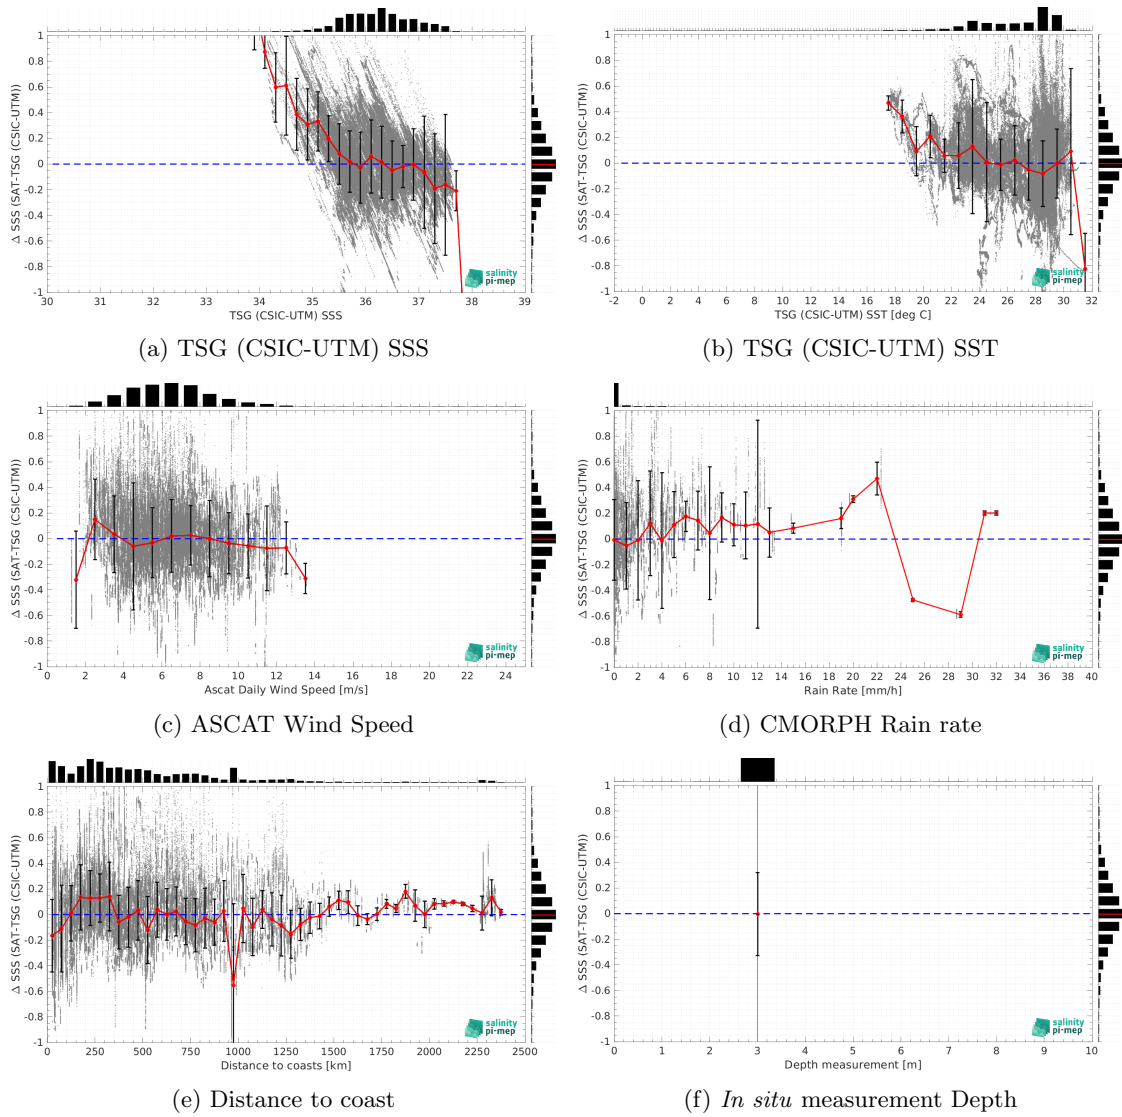 Δ SSS (SAT-TSG (CSIC-UTM))
1
0.8
0.6
0.4
0.2
0
-0.2
-0.4
-0.6
-0.8
-1
salinity
pi-mep
30 31 32 33 34 35 36 37 38 39
TSG (CSIC-UTM) SSS
(a) TSG (CSIC-UTM) SSS
Δ SSS (SAT-TSG (CSIC-UTM))
1
0.8
0.6
0.4
0.2
0
-0.2
-0.4
-0.6
-0.8
-1
salinity
pi-mep
-2 0 2 4 6 8 10 12 14 16 18 20 22 24 26 28 30 32
TSG (CSIC-UTM) SST [deg C]
(b) TSG (CSIC-UTM) SST
Δ SSS (SAT-TSG (CSIC-UTM))
1
0.8
0.6
0.4
0.2
0
-0.2
-0.4
-0.6
-0.8
-1
salinity
pi-mep
0 2 4 6 8 10 12 14 16 18 20 22 24
Ascat Daily Wind Speed [m/s]
(c) ASCAT Wind Speed
Δ SSS (SAT-TSG (CSIC-UTM))
1
0.8
0.6
0.4
0.2
0
-0.2
-0.4
-0.6
-0.8
-1
salinity
pi-mep
0 2 4 6 8 10 12 14 16 18 20 22 24 26 28 30 32 34 36 38 40
Rain Rate [mm/h]
(d) CMORPH Rain rate
Δ SSS (SAT-TSG (CSIC-UTM))
1
0.8
0.6
0.4
0.2
0
-0.2
-0.4
-0.6
-0.8
-1
salinity
pi-mep
0 250 500 750 1000 1250 1500 1750 2000 2250 2500
Distance to coasts [km]
(e) Distance to coast
Δ SSS (SAT-TSG (CSIC-UTM))
1
0.8
0.6
0.4
0.2
0
-0.2
-0.4
-0.6
-0.8
-1
salinity
pi-mep
0 1 2 3 4 5 6 7 8 9 10
Depth measurement [m]
(f) In situ measurement Depth